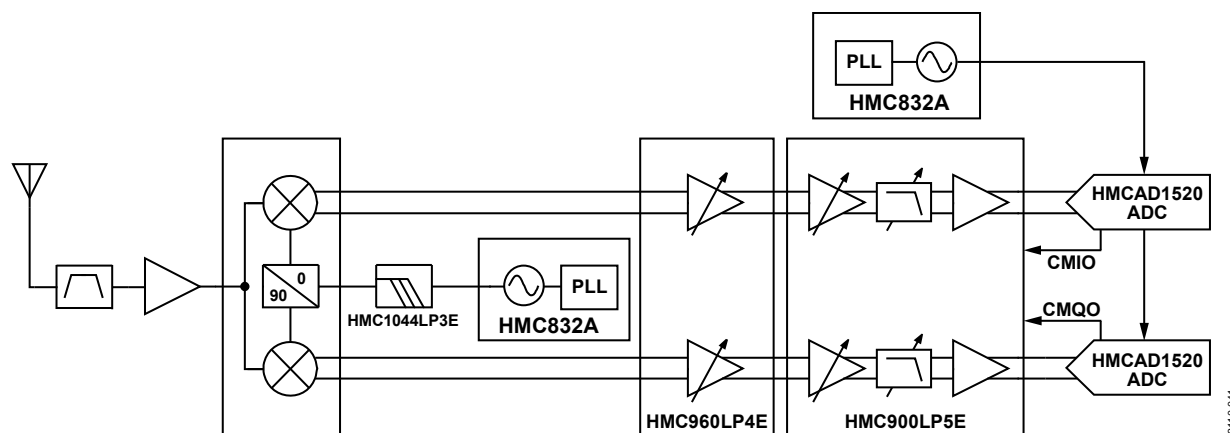 PLL
HMC832A
HMCAD1520
ADC
CMIO
0
90
HMC1044LP3E
PLL
HMC832A
CMQO
HMCAD1520
ADC
HMC960LP4E
HMC900LP5E